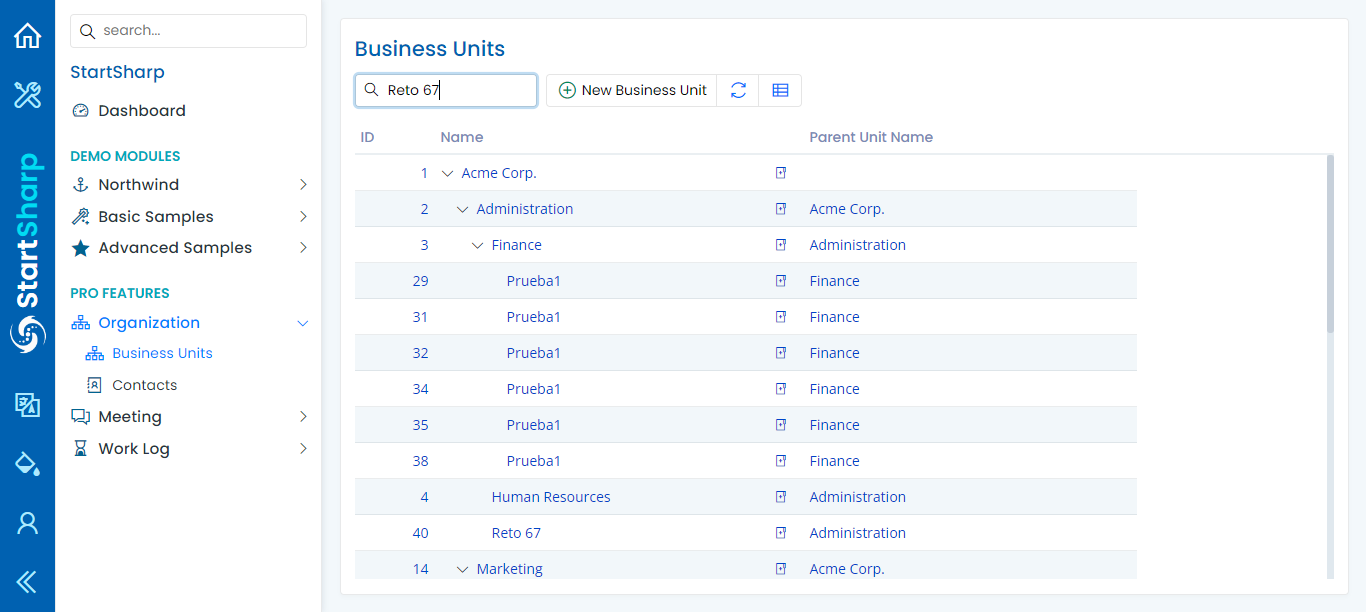 search...
StartSharp
Dashboard
DEMO MODULES
Northwind
Basic Samples
Advanced Samples
PRO FEATURES
Organization
Business Units
Contacts
Meeting
Work Log
StartSharp
Business Units
Reto 67
New Business Unit
ID Name Parent Unit Name
1 Acme Corp.
2 Administration Acme Corp.
3 Finance Administration
29 Prueba1 Finance
31 Prueba1 Finance
32 Prueba1 Finance
34 Prueba1 Finance
35 Prueba1 Finance
38 Prueba1 Finance
4 Human Resources Administration
40 Reto 67 Administration
14 Marketing Acme Corp.